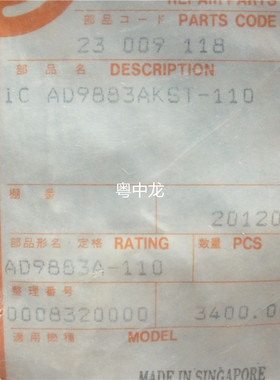 REPAIR PARTS
部品コード PARTS CODE
23 009 118
部品名 DESCRIPTION
IC AD9883AKST-110
粤中龙
棚番
20120
部品形名 定格 RATING 数量 PCS
AD9883A-110
整理番号
0008320000 3400.0
適用機種 MODEL
MADE IN SINGAPORE